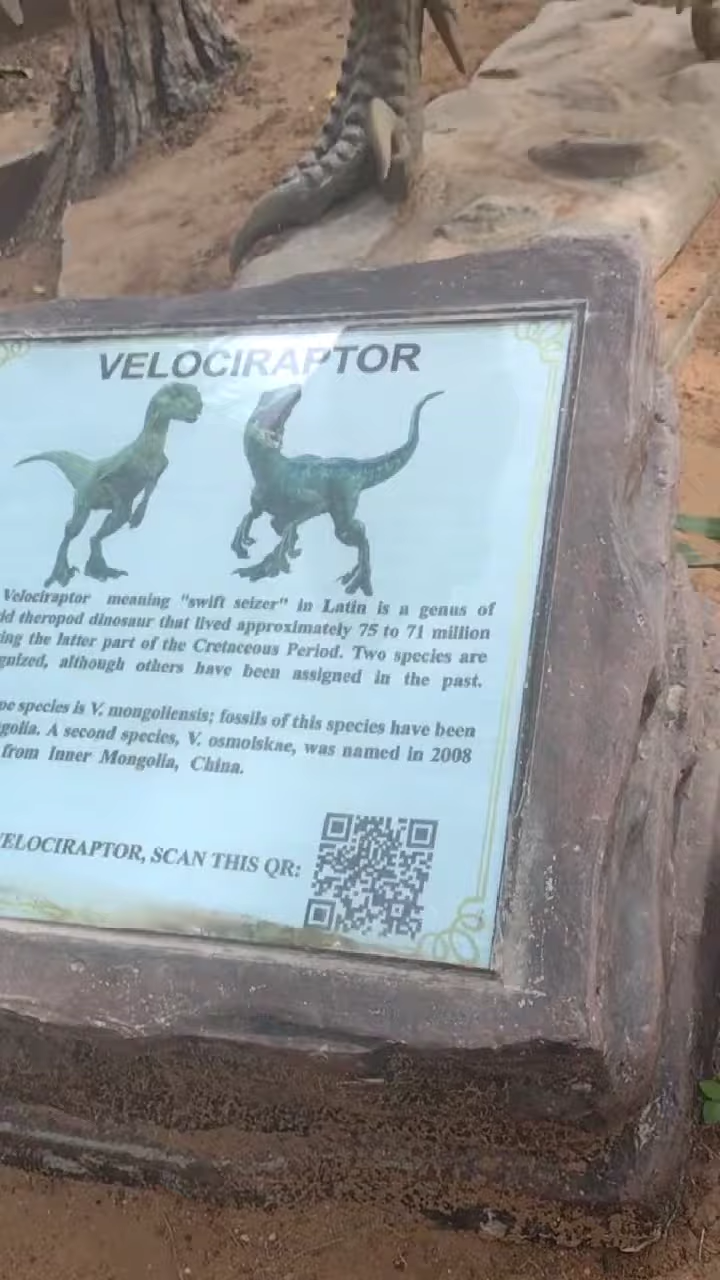 VELOCIRAPTOR
Velociraptor meaning "swift seizer" in Latin is a genus of
theropod dinosaur that lived approximately 75 to 71 million
the latter part of the Cretaceous Period. Two species are
although others have been assigned in the past.
species is V. mongoliensis; fossils of this species have been
A second species, V. osmolskae, was named in 2008
from Inner Mongolia, China.
VELOCIRAPTOR, SCAN THIS QR: